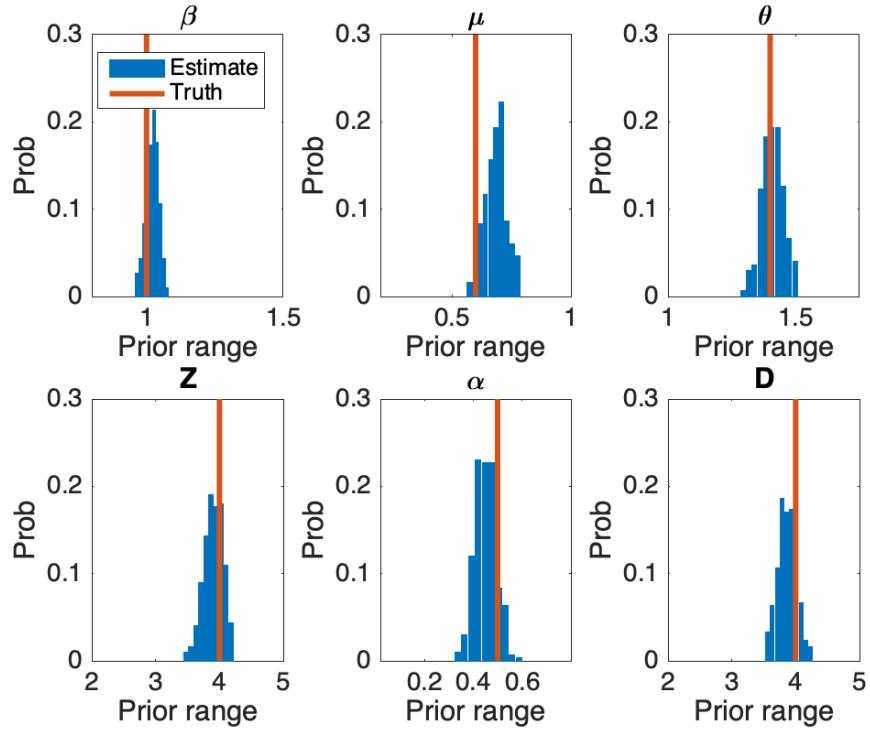 β
0.3
0.2
0.1
0
Prob
Estimate
Truth
1
1.5
Prior range
μ
0.3
0.2
0.1
0
Prob
0.5
1
Prior range
θ
0.3
0.2
0.1
0
Prob
1
1.5
Prior range
Z
0.3
0.2
0.1
0
Prob
2
3
4
5
Prior range
α
0.3
0.2
0.1
0
Prob
0.2
0.4
0.6
Prior range
D
0.3
0.2
0.1
0
Prob
2
3
4
5
Prior range